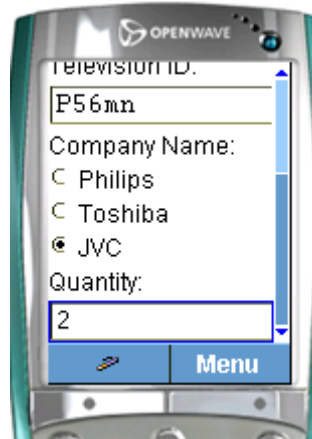 OPENWAVE
Television ID:
P56mn
Company Name:
Philips
Toshiba
JVC
Quantity:
2
Menu